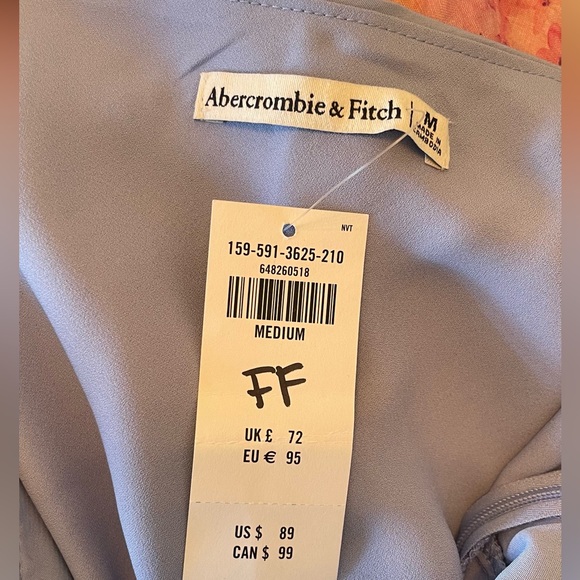 Abercrombie & Fitch
M
MADE IN
CAMBODIA
NVT
159-591-3625-210
648260518
MEDIUM
FF
UK £ 72
EU € 95
US $ 89
CAN $ 99